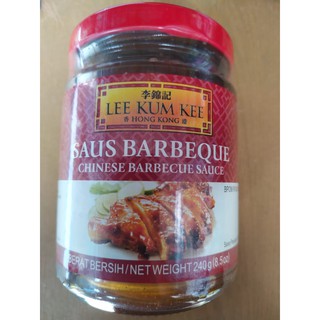 李錦記
LEE KUM KEE
香 HONG KONG 港
SAUS BARBEQUE
CHINESE BARBECUE SAUCE
BERAT BERSIH/NET WEIGHT 240g (8.5oz)